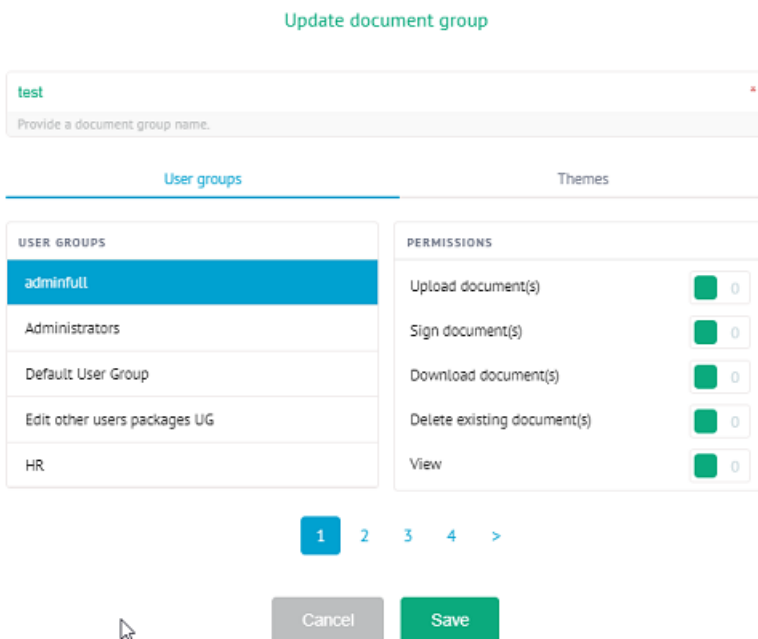 Update document group
test *
Provide a document group name.
User groups Themes
USER GROUPS
adminfull
Administrators
Default User Group
Edit other users packages UG
HR
PERMISSIONS
Upload document(s) 0
Sign document(s) 0
Download document(s) 0
Delete existing document(s) 0
View 0
1 2 3 4 >
Cancel Save